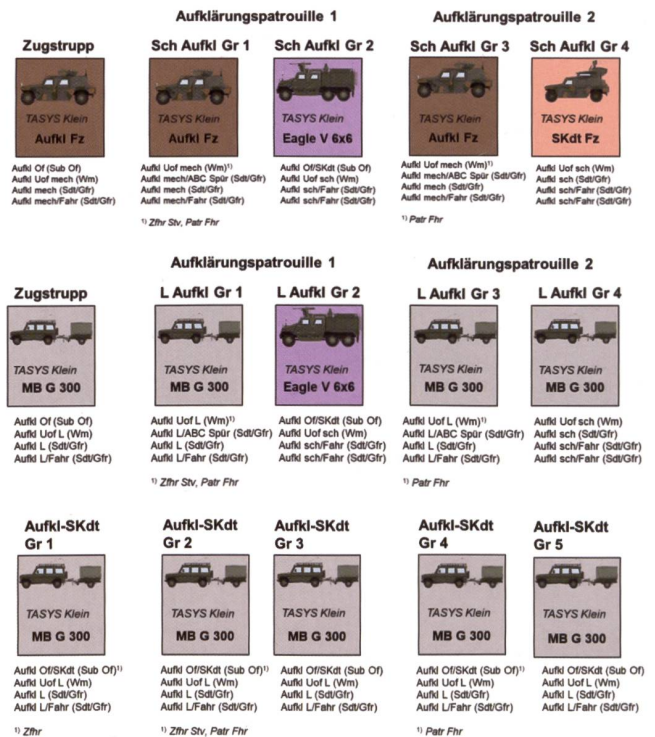 Aufklärungspatrouille 1
Aufklärungspatrouille 2
Zugstrupp
Sch Aufkl Gr 1
Sch Aufkl Gr 2
Sch Aufkl Gr 3
Sch Aufkl Gr 4
TASYS Klein
Aufkl Fz
TASYS Klein
Aufkl Fz
TASYS Klein
Eagle V 6x6
TASYS Klein
Aufkl Fz
TASYS Klein
SKdt Fz
Aufkl Of (Sub Of)
Aufkl Uof mech (Wm)
Aufkl mech (Sdt/Gfr)
Aufkl mech/Fahr (Sdt/Gfr)
Aufkl Uof mech (Wm)¹⁾
Aufkl mech/ABC Spür (Sdt/Gfr)
Aufkl mech (Sdt/Gfr)
Aufkl mech/Fahr (Sdt/Gfr)
¹⁾ Zfhr Stv, Patr Fhr
Aufkl Of/SKdt (Sub Of)
Aufkl Uof sch (Wm)
Aufkl sch/Fahr (Sdt/Gfr)
Aufkl sch/Fahr (Sdt/Gfr)
Aufkl Uof mech (Wm)¹⁾
Aufkl mech/ABC Spür (Sdt/Gfr)
Aufkl mech (Sdt/Gfr)
Aufkl mech/Fahr (Sdt/Gfr)
¹⁾ Patr Fhr
Aufkl Uof sch (Wm)
Aufkl sch (Sdt/Gfr)
Aufkl sch/Fahr (Sdt/Gfr)
Aufkl sch/Fahr (Sdt/Gfr)
Aufklärungspatrouille 1
Aufklärungspatrouille 2
Zugstrupp
L Aufkl Gr 1
L Aufkl Gr 2
L Aufkl Gr 3
L Aufkl Gr 4
TASYS Klein
MB G 300
TASYS Klein
MB G 300
TASYS Klein
Eagle V 6x6
TASYS Klein
MB G 300
TASYS Klein
MB G 300
Aufkl Of (Sub Of)
Aufkl Uof L (Wm)
Aufkl L (Sdt/Gfr)
Aufkl L/Fahr (Sdt/Gfr)
Aufkl Uof L (Wm)¹⁾
Aufkl L/ABC Spür (Sdt/Gfr)
Aufkl L (Sdt/Gfr)
Aufkl L/Fahr (Sdt/Gfr)
¹⁾ Zfhr Stv, Patr Fhr
Aufkl Of/SKdt (Sub Of)
Aufkl Uof sch (Wm)
Aufkl sch/Fahr (Sdt/Gfr)
Aufkl sch/Fahr (Sdt/Gfr)
Aufkl Uof L (Wm)¹⁾
Aufkl L/ABC Spür (Sdt/Gfr)
Aufkl L (Sdt/Gfr)
Aufkl L/Fahr (Sdt/Gfr)
¹⁾ Patr Fhr
Aufkl Uof sch (Wm)
Aufkl sch (Sdt/Gfr)
Aufkl sch/Fahr (Sdt/Gfr)
Aufkl sch/Fahr (Sdt/Gfr)
Aufkl-SKdt
Gr 1
Aufkl-SKdt
Gr 2
Aufkl-SKdt
Gr 3
Aufkl-SKdt
Gr 4
Aufkl-SKdt
Gr 5
TASYS Klein
MB G 300
TASYS Klein
MB G 300
TASYS Klein
MB G 300
TASYS Klein
MB G 300
TASYS Klein
MB G 300
Aufkl Of/SKdt (Sub Of)¹⁾
Aufkl Uof L (Wm)
Aufkl L (Sdt/Gfr)
Aufkl L/Fahr (Sdt/Gfr)
¹⁾ Zfhr
Aufkl Of/SKdt (Sub Of)¹⁾
Aufkl Uof L (Wm)
Aufkl L (Sdt/Gfr)
Aufkl L/Fahr (Sdt/Gfr)
¹⁾ Zfhr Stv, Patr Fhr
Aufkl Of/SKdt (Sub Of)
Aufkl Uof L (Wm)
Aufkl L (Sdt/Gfr)
Aufkl L/Fahr (Sdt/Gfr)
Aufkl Of/SKdt (Sub Of)¹⁾
Aufkl Uof L (Wm)
Aufkl L (Sdt/Gfr)
Aufkl L/Fahr (Sdt/Gfr)
¹⁾ Patr Fhr
Aufkl Of/SKdt (Sub Of)
Aufkl Uof L (Wm)
Aufkl L (Sdt/Gfr)
Aufkl L/Fahr (Sdt/Gfr)